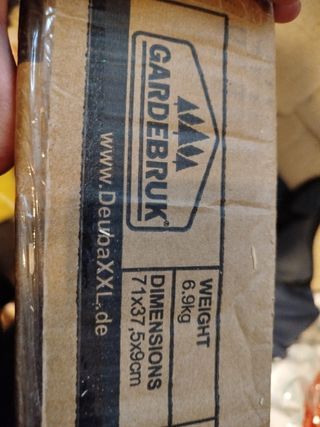 GARDEBRUK®
www.DeubaXXL.de
WEIGHT
6.9kg
DIMENSIONS
71x37,5x9cm